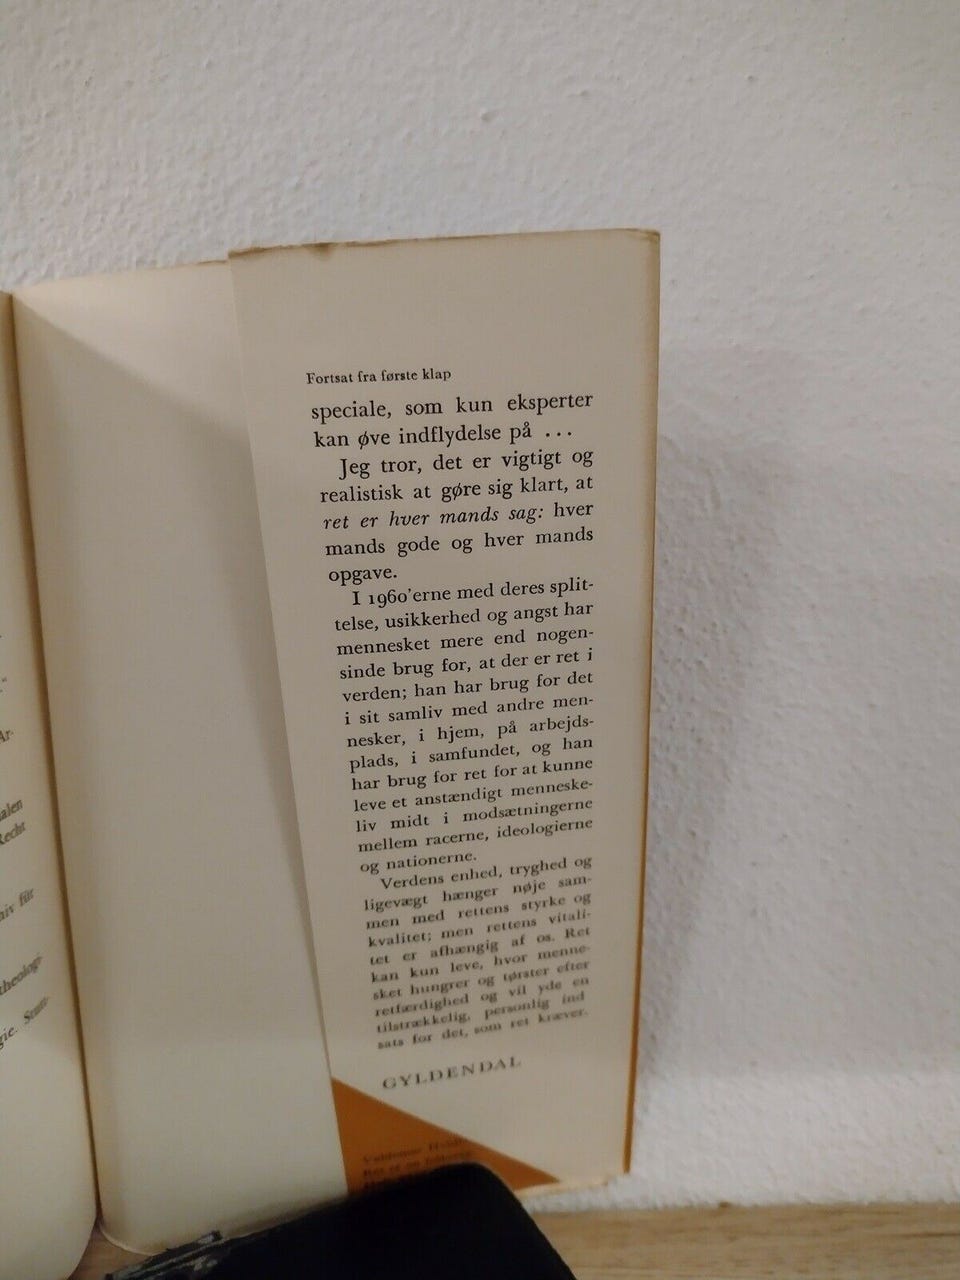 Ar-
Recht
theolog-
gie. Stutt-
Fortsat fra første klap
speciale, som kun eksperter
kan øve indflydelse på ...
Jeg tror, det er vigtigt og
realistisk at gøre sig klart, at
ret er hver mands sag: hver
mands gode og hver mands
opgave.
I 1960'erne med deres split-
telse, usikkerhed og angst har
mennesket mere end nogen-
sinde brug for, at der er ret i
verden; han har brug for det
i sit samliv med andre men-
nesker, i hjem, på arbejds-
plads, i samfundet, og han
har brug for ret for at kunne
leve et anstændigt menneske-
liv midt i modsætningerne
mellem racerne, ideologierne
og nationerne.
Verdens enhed, tryghed og
ligevægt hænger nøje sam-
men med rettens styrke og
kvalitet; men rettens vitali-
tet er afhængig af os. Ret
kan kun leve, hvor menne-
sket hungrer og tørster efter
retfærdighed og vil yde en
tilstrækkelig, personlig ind
sats for det, som ret kræver.
GYLDENDAL